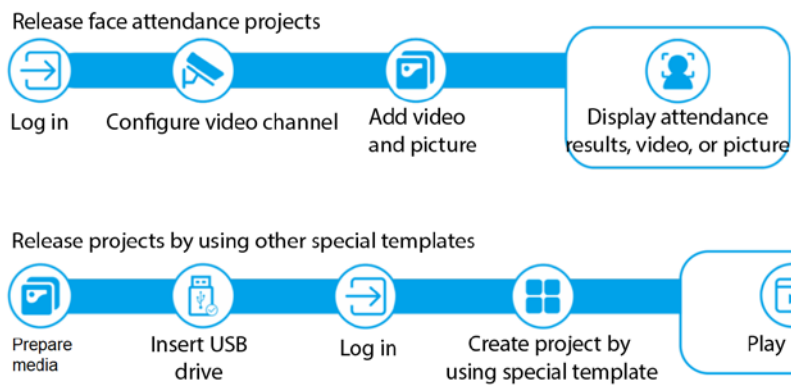 Release face attendance projects
Log in
Configure video channel
Add video
and picture
Display attendance
results, video, or picture
Release projects by using other special templates
Prepare
media
Insert USB
drive
Log in
Create project by
using special template
Play